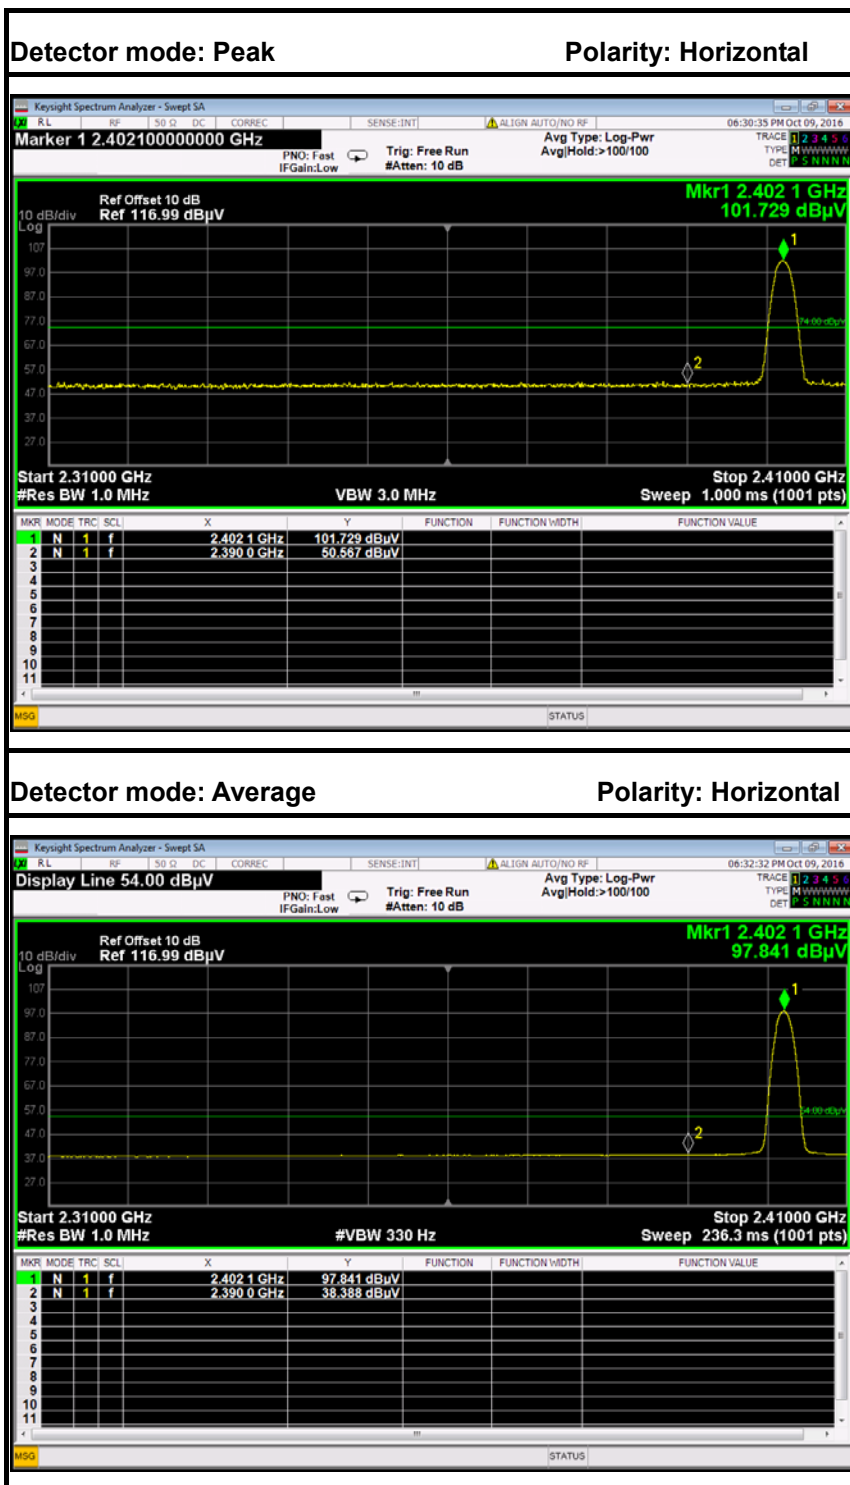 Detector mode: Peak Polarity: Horizontal
Keysight Spectrum Analyzer - Swept SA
RL RF 50 Ω DC CORREC SENSE:INT ALIGN AUTO/NO RF 06:30:35 PM Oct 09, 2016
Marker 1 2.402100000000 GHz
PNO: Fast
IFGain:Low
Trig: Free Run
#Atten: 10 dB
Avg Type: Log-Pwr
Avg|Hold:>100/100
TRACE 1 2 3 4 5 6
TYPE M W W W W W
DET P S N N N N
Mkr1 2.402 1 GHz
101.729 dBµV
Ref Offset 10 dB
10 dB/div Ref 116.99 dBµV
Log
107
97.0
87.0
77.0
67.0
57.0
47.0
37.0
27.0
1
74.00 dBµV
2
Start 2.31000 GHz Stop 2.41000 GHz
#Res BW 1.0 MHz VBW 3.0 MHz Sweep 1.000 ms (1001 pts)
MKR MODE TRC SCL X Y FUNCTION FUNCTION WIDTH FUNCTION VALUE
1 N 1 f 2.402 1 GHz 101.729 dBµV
2 N 1 f 2.390 0 GHz 50.567 dBµV
3
4
5
6
7
8
9
10
11
MSG STATUS
Detector mode: Average Polarity: Horizontal
Keysight Spectrum Analyzer - Swept SA
RL RF 50 Ω DC CORREC SENSE:INT ALIGN AUTO/NO RF 06:32:32 PM Oct 09, 2016
Display Line 54.00 dBµV
PNO: Fast
IFGain:Low
Trig: Free Run
#Atten: 10 dB
Avg Type: Log-Pwr
Avg|Hold:>100/100
TRACE 1 2 3 4 5 6
TYPE M W W W W W
DET P S N N N N
Mkr1 2.402 1 GHz
97.841 dBµV
Ref Offset 10 dB
10 dB/div Ref 116.99 dBµV
Log
107
97.0
87.0
77.0
67.0
57.0
47.0
37.0
27.0
1
54.00 dBµV
2
Start 2.31000 GHz Stop 2.41000 GHz
#Res BW 1.0 MHz #VBW 330 Hz Sweep 236.3 ms (1001 pts)
MKR MODE TRC SCL X Y FUNCTION FUNCTION WIDTH FUNCTION VALUE
1 N 1 f 2.402 1 GHz 97.841 dBµV
2 N 1 f 2.390 0 GHz 38.388 dBµV
3
4
5
6
7
8
9
10
11
MSG STATUS